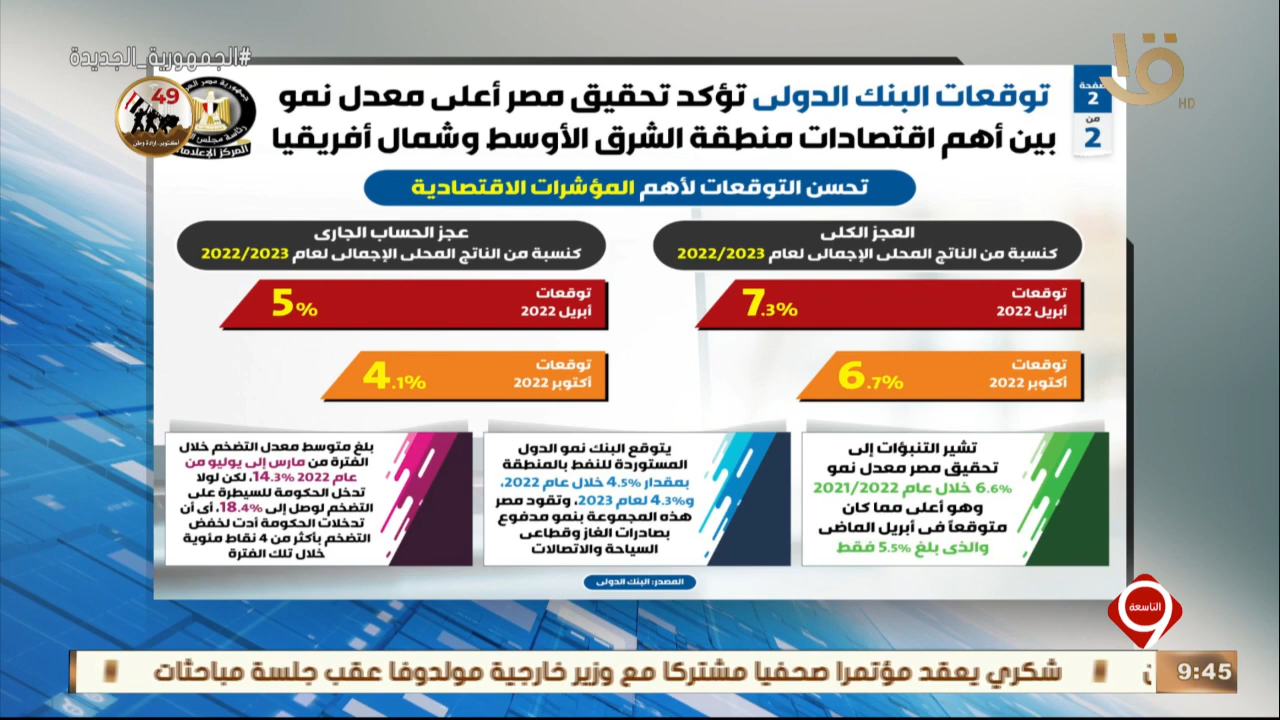 #الجمهورية_الجديدة
HD
صفحة
2
من
2
توقعات البنك الدولى تؤكد تحقيق مصر أعلى معدل نمو
بين أهم اقتصادات منطقة الشرق الأوسط وشمال أفريقيا
49
أكتوبر.. إرادة وطن
تحسن التوقعات لأهم المؤشرات الاقتصادية
العجز الكلى
كنسبة من الناتج المحلى الإجمالى لعام 2022/2023
توقعات
أبريل 2022
7.3%
توقعات
أكتوبر 2022
6.7%
عجز الحساب الجارى
كنسبة من الناتج المحلى الإجمالى لعام 2022/2023
توقعات
أبريل 2022
5%
توقعات
أكتوبر 2022
4.1%
تشير التنبؤات إلى
تحقيق مصر معدل نمو
6.6% خلال عام 2021/2022
وهو أعلى مما كان
متوقعاً فى أبريل الماضى
والذى بلغ 5.5% فقط
يتوقع البنك نمو الدول
المستوردة للنفط بالمنطقة
بمقدار 4.5% خلال عام 2022،
و4.3% لعام 2023، وتقود مصر
هذه المجموعة بنمو مدفوع
بصادرات الغاز وقطاعى
السياحة والاتصالات
بلغ متوسط معدل التضخم خلال
الفترة من مارس إلى يوليو من
عام 2022 14.3%، لكن لولا
تدخل الحكومة للسيطرة على
التضخم لوصل إلى 18.4%، أى أن
تدخلات الحكومة أدت لخفض
التضخم بأكثر من 4 نقاط مئوية
خلال تلك الفترة
المصدر: البنك الدولى
التاسعة
9
9:45
شكري يعقد مؤتمرا صحفيا مشتركا مع وزير خارجية مولدوفا عقب جلسة مباحثات